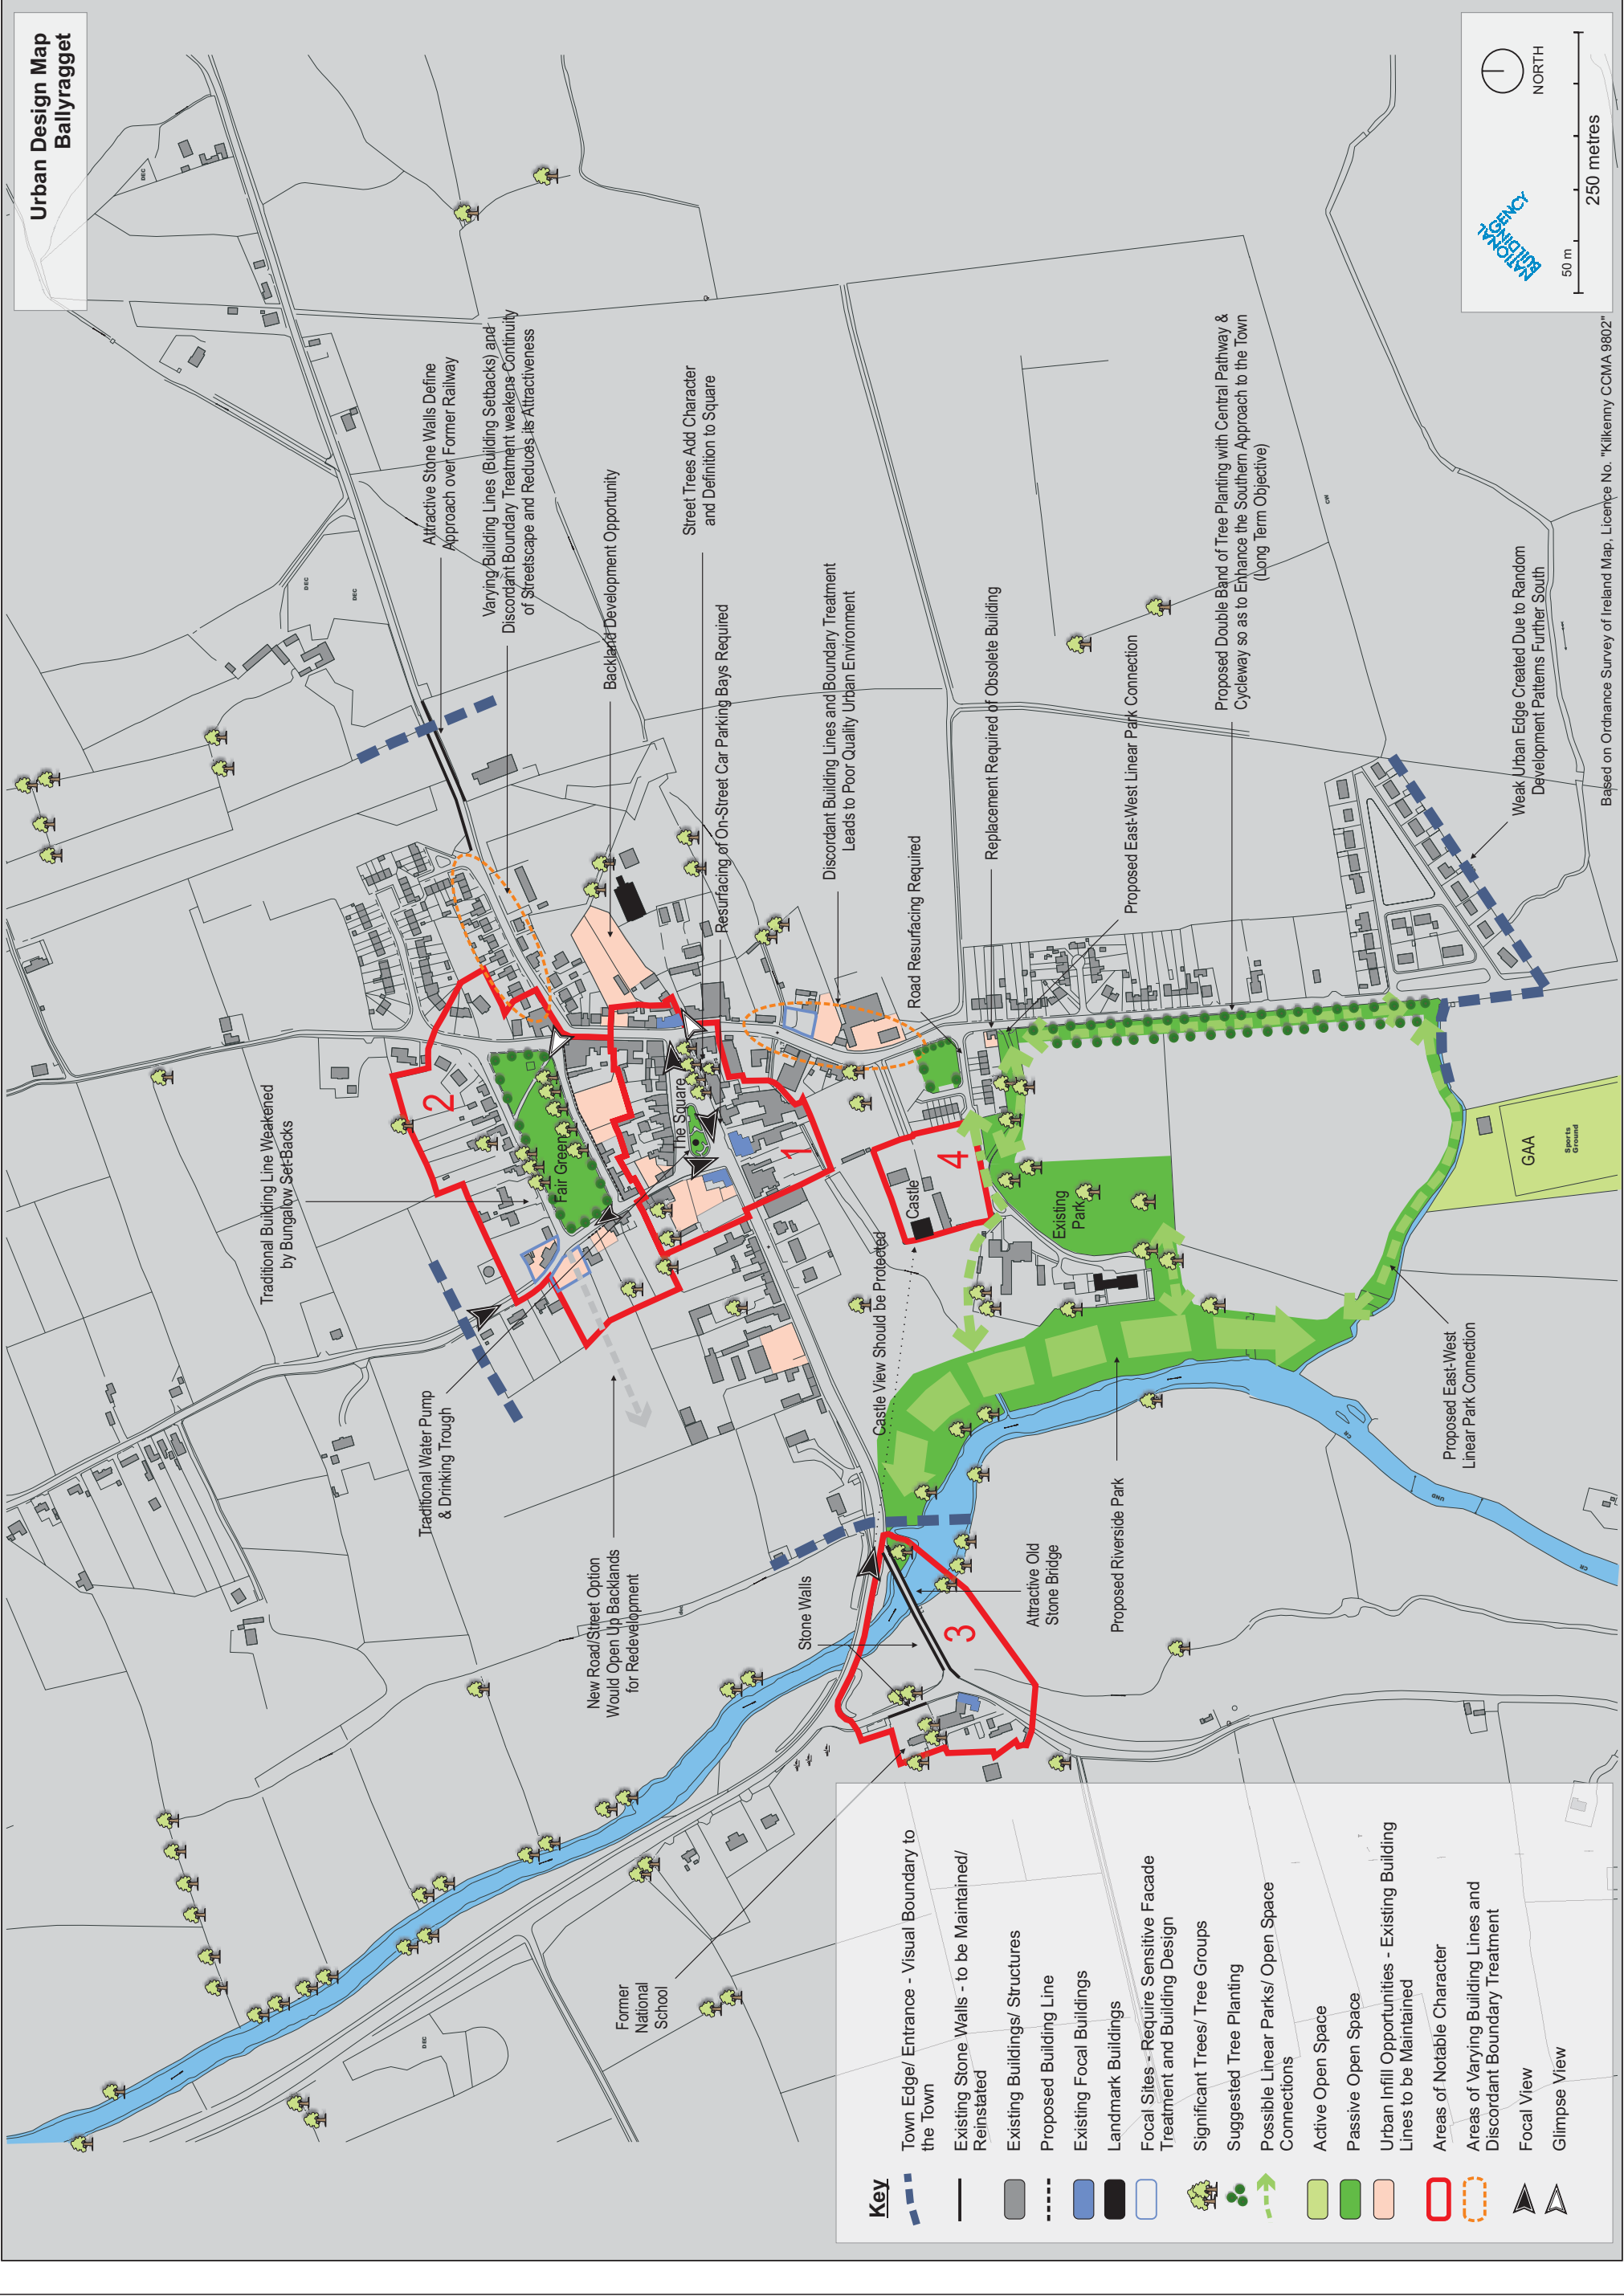 Urban Design Map
Ballyragget
DEC
Attractive Stone Walls Define
Approach over Former Railway
Varying Building Lines (Building Setbacks) and
Discordant Boundary Treatment weakens Continuity
of Streetscape and Reduces its Attractiveness
Backland Development Opportunity
Street Trees Add Character
and Definition to Square
Resurfacing of On-Street Car Parking Bays Required
Discordant Building Lines and Boundary Treatment
Leads to Poor Quality Urban Environment
Road Resurfacing Required
Replacement Required of Obsolete Building
Proposed East-West Linear Park Connection
Proposed Double Band of Tree Planting with Central Pathway &
Cycleway so as to Enhance the Southern Approach to the Town
(Long Term Objective)
Weak Urban Edge Created Due to Random
Development Patterns Further South
DEC
DEC
CW
Traditional Building Line Weakened
by Bungalow Set-Backs
2
Fair Green
The Square
1
4
Castle
Existing
Park
GAA
Sports
Ground
Traditional Water Pump
& Drinking Trough
Castle View Should be Protected
New Road/Street Option
Would Open Up Backlands
for Redevelopment
Stone Walls
Attractive Old
Stone Bridge
3
Proposed Riverside Park
Proposed East-West
Linear Park Connection
CR
UND
CR
Former
National
School
DEC
Key
Town Edge/ Entrance - Visual Boundary to
the Town
Existing Stone Walls - to be Maintained/
Reinstated
Existing Buildings/ Structures
Proposed Building Line
Existing Focal Buildings
Landmark Buildings
Focal Sites - Require Sensitive Facade
Treatment and Building Design
Significant Trees/ Tree Groups
Suggested Tree Planting
Possible Linear Parks/ Open Space
Connections
Active Open Space
Passive Open Space
Urban Infill Opportunities - Existing Building
Lines to be Maintained
Areas of Notable Character
Areas of Varying Building Lines and
Discordant Boundary Treatment
Focal View
Glimpse View
NATIONAL
BUILDING
AGENCY
NORTH
50 m
250 metres
Based on Ordnance Survey of Ireland Map, Licence No. "Kilkenny CCMA 9802"